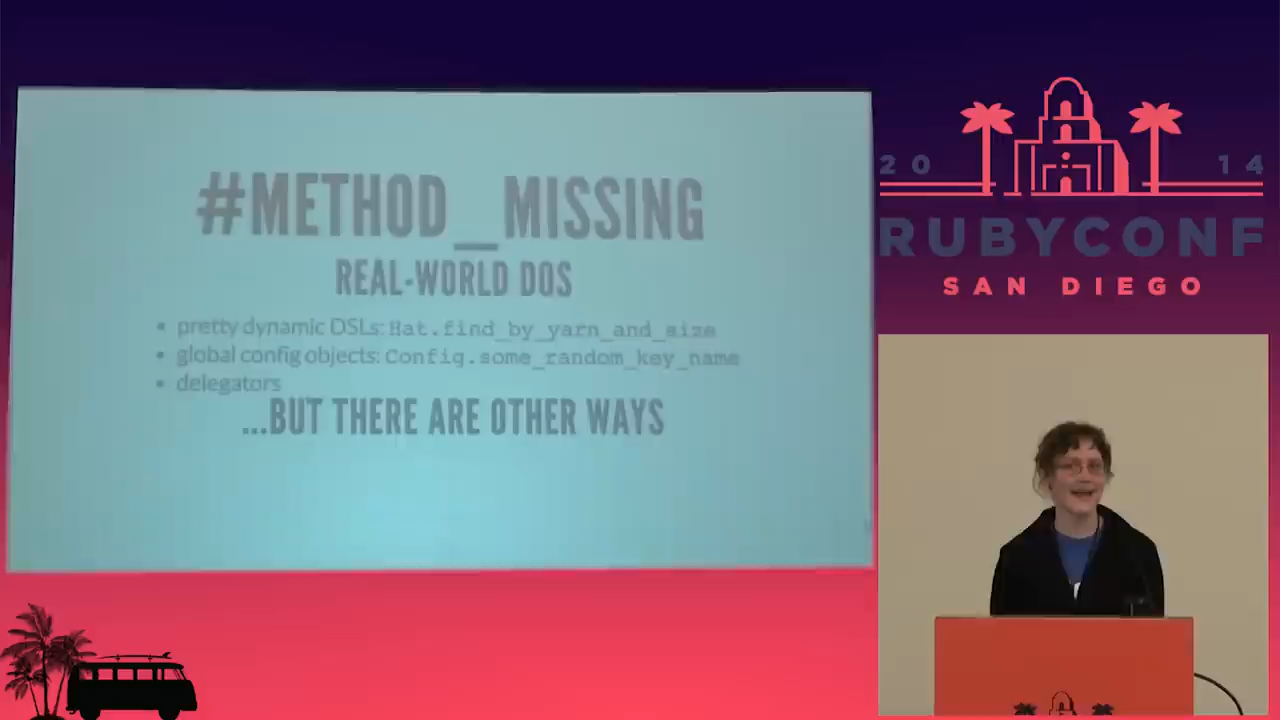 #METHOD_MISSING
REAL-WORLD DOS
• pretty dynamic DSLs: Hat.find_by_yarn_and_size
• global config objects: Config.some_random_key_name
• delegators
...BUT THERE ARE OTHER WAYS
20 14
RUBYCONF
SAN DIEGO